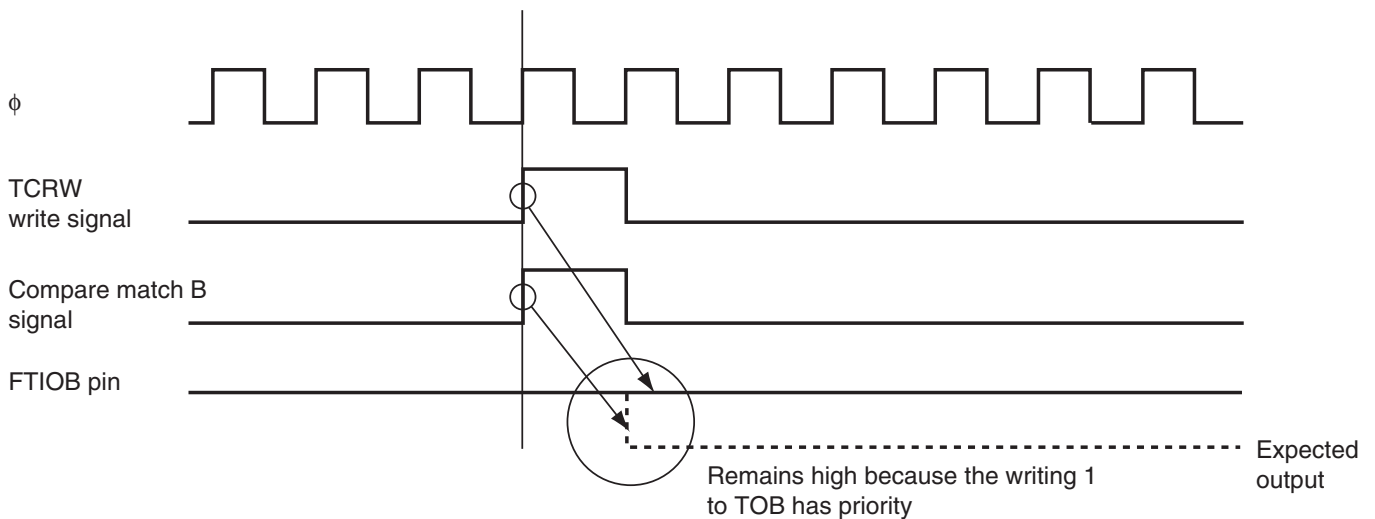 φ
TCRW
write signal
Compare match B
signal
FTIOB pin
Expected
output
Remains high because the writing 1
to TOB has priority